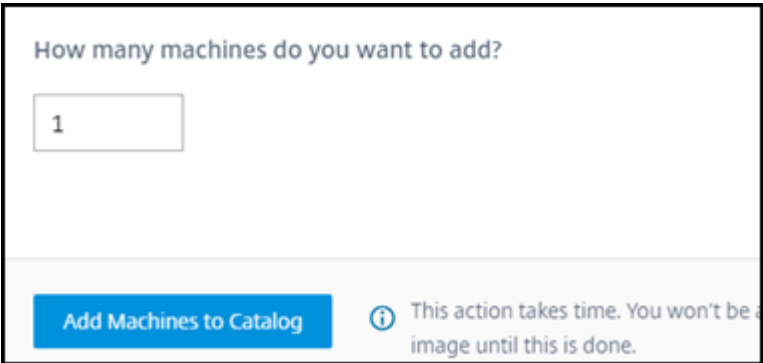 How many machines do you want to add?
1
Add Machines to Catalog
This action takes time. You won't be
image until this is done.